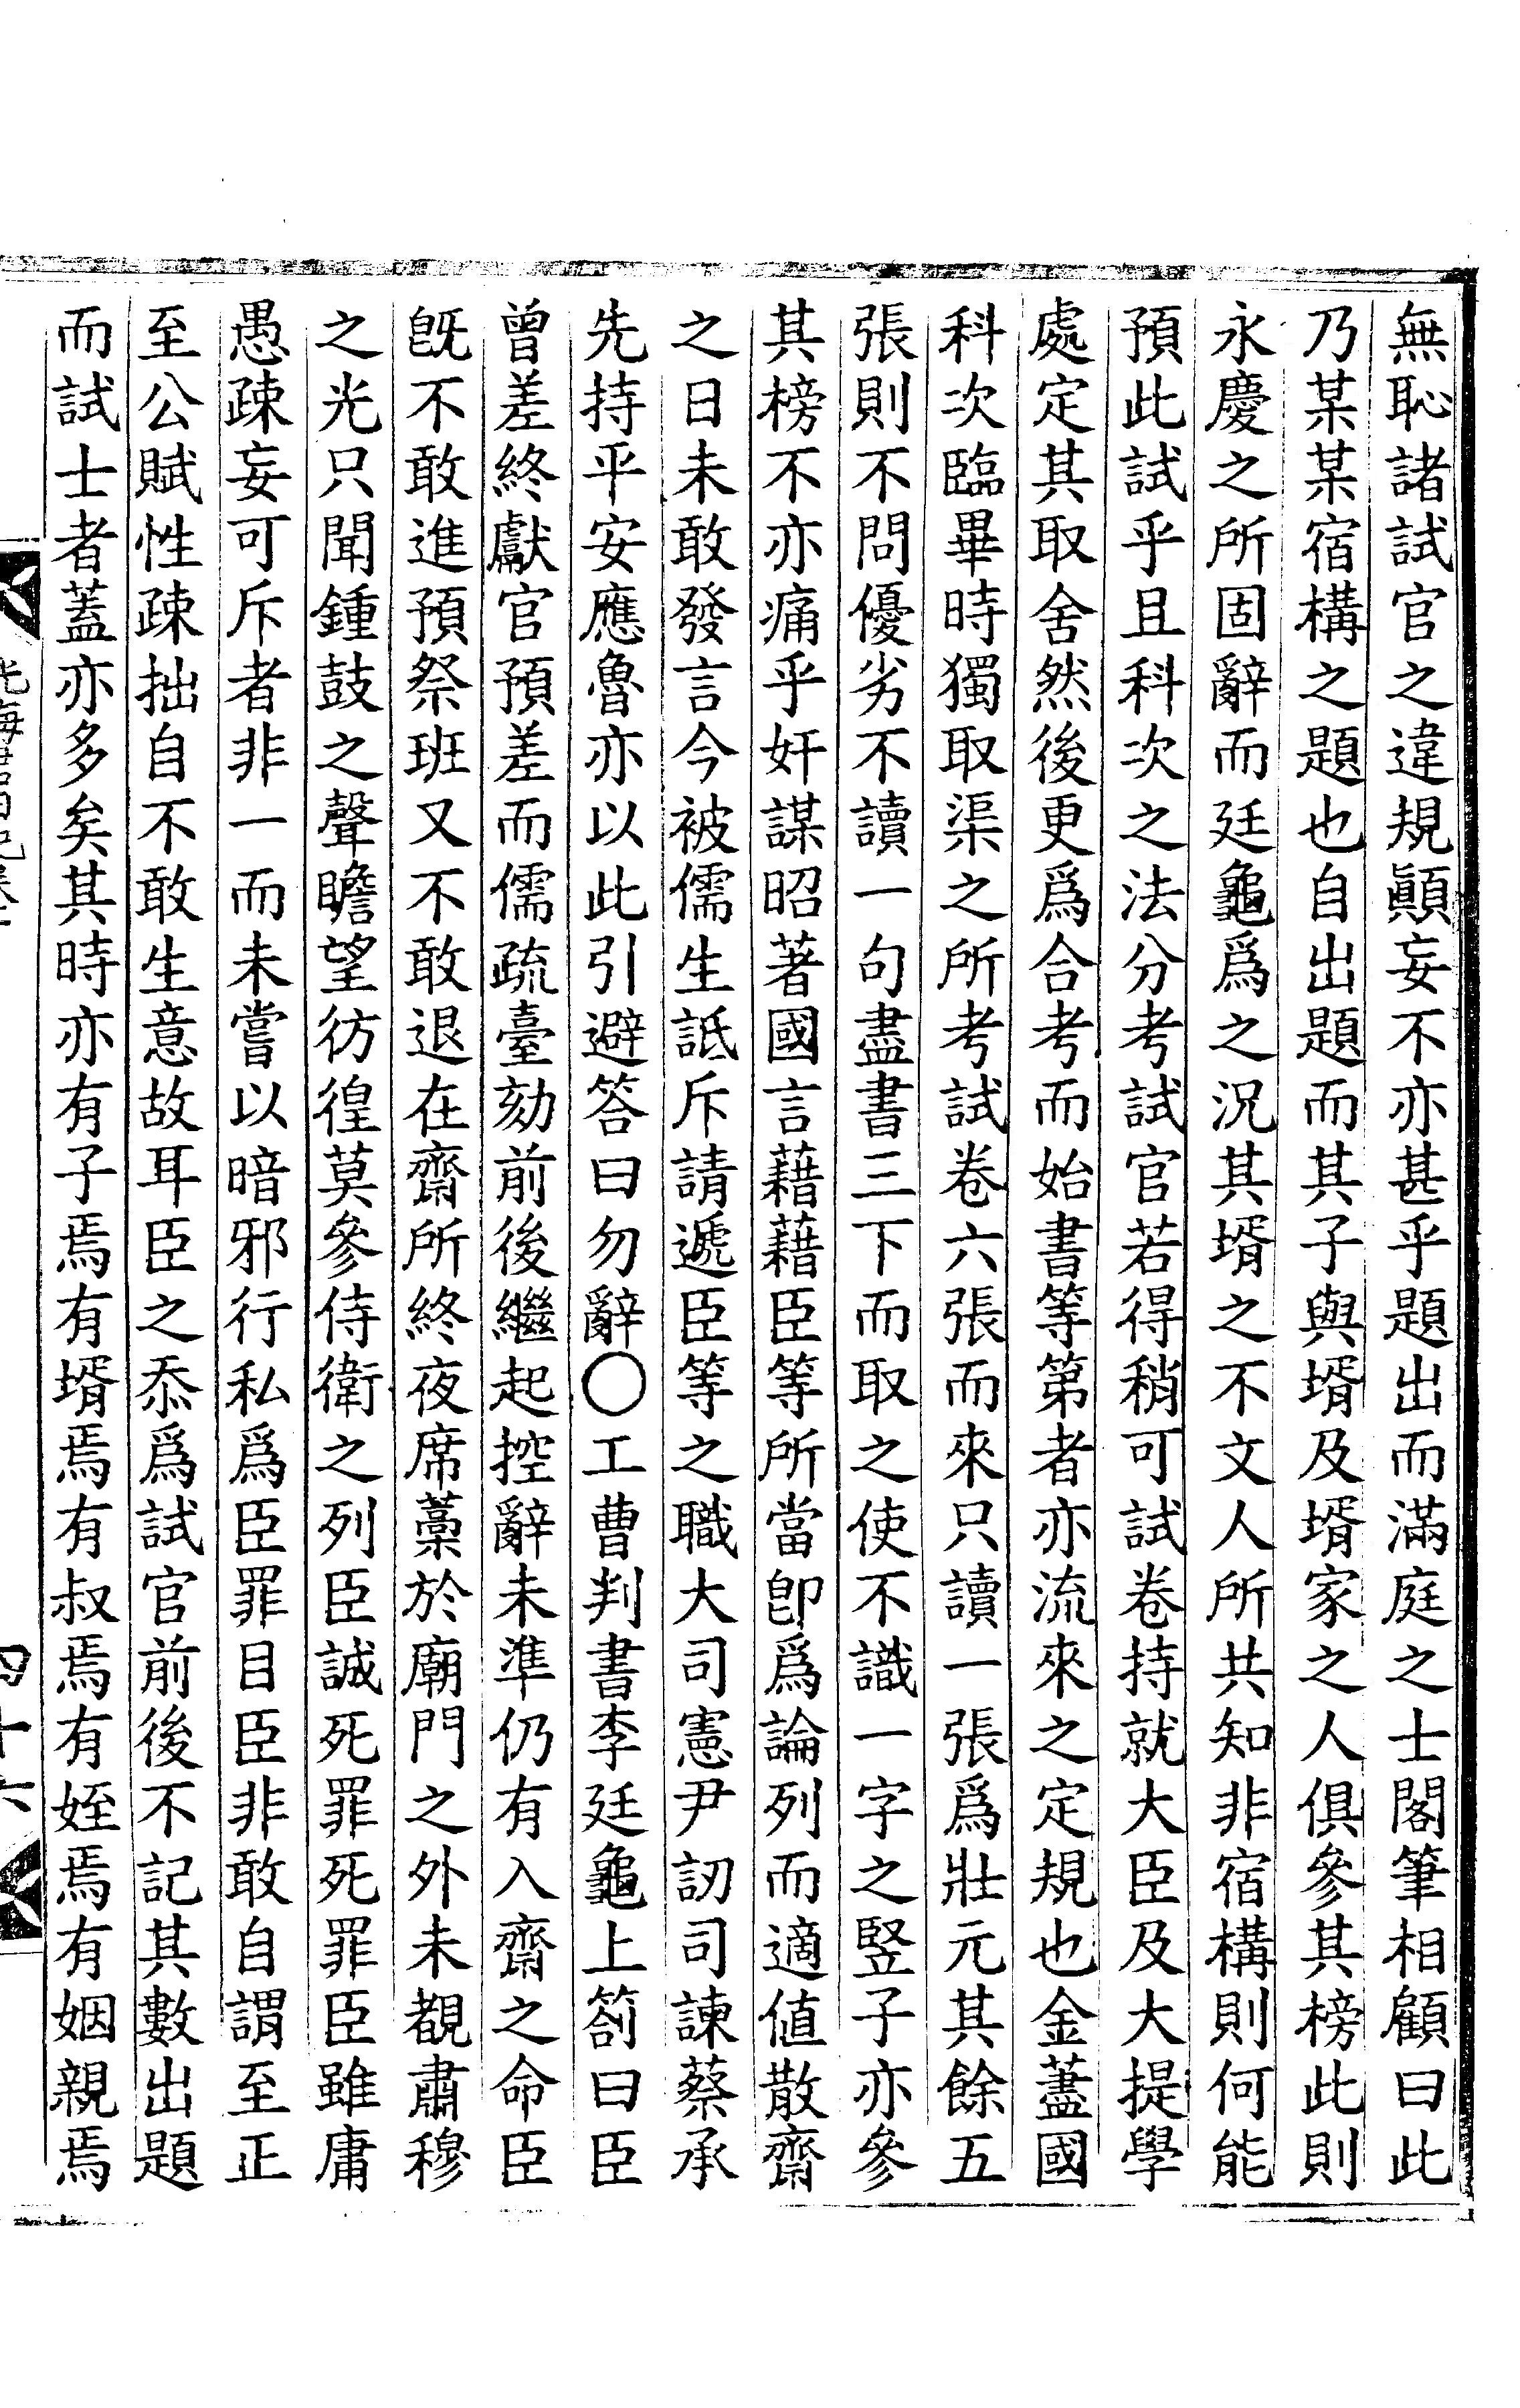 無恥諸試官之違規顚妄不亦甚乎題出而滿庭之士閣筆相顧曰此
乃某某宿構之題也自出題而其子與壻及壻家之人俱參其榜此則
永慶之所固辭而廷龜爲之況其壻之不文人所共知非宿構則何能
預此試乎且科次之法分考試官若得稍可試卷持就大臣及大提學
處定其取舍然後更爲合考而始書等第者亦流來之定規也金藎國
科次臨畢時獨取渠之所考試卷六張而來只讀一張爲壯元其餘五
張則不問優劣不讀一句盡書三下而取之使不識一字之竪子亦參
其榜不亦痛乎奸謀昭著國言藉藉臣等所當卽爲論列而適値散齋
之日未敢發言今被儒生詆斥請遞臣等之職大司憲尹訒司諫蔡承
先持平安應魯亦以此引避答曰勿辭〇工曹判書李廷龜上箚曰臣
曾差終獻官預差而儒疏臺劾前後繼起控辭未準仍有入齋之命臣
旣不敢進預祭班又不敢退在齋所終夜席藁於廟門之外未覩肅穆
之光只聞鍾鼓之聲瞻望彷徨莫參侍衛之列臣誠死罪死罪臣雖庸
愚疎妄可斥者非一而未嘗以暗邪行私爲臣罪目臣非敢自謂至正
至公賦性疎拙自不敢生意故耳臣之忝爲試官前後不記其數出題
而試士者蓋亦多矣其時亦有子焉有壻焉有叔焉有姪焉有姻親焉
四十六